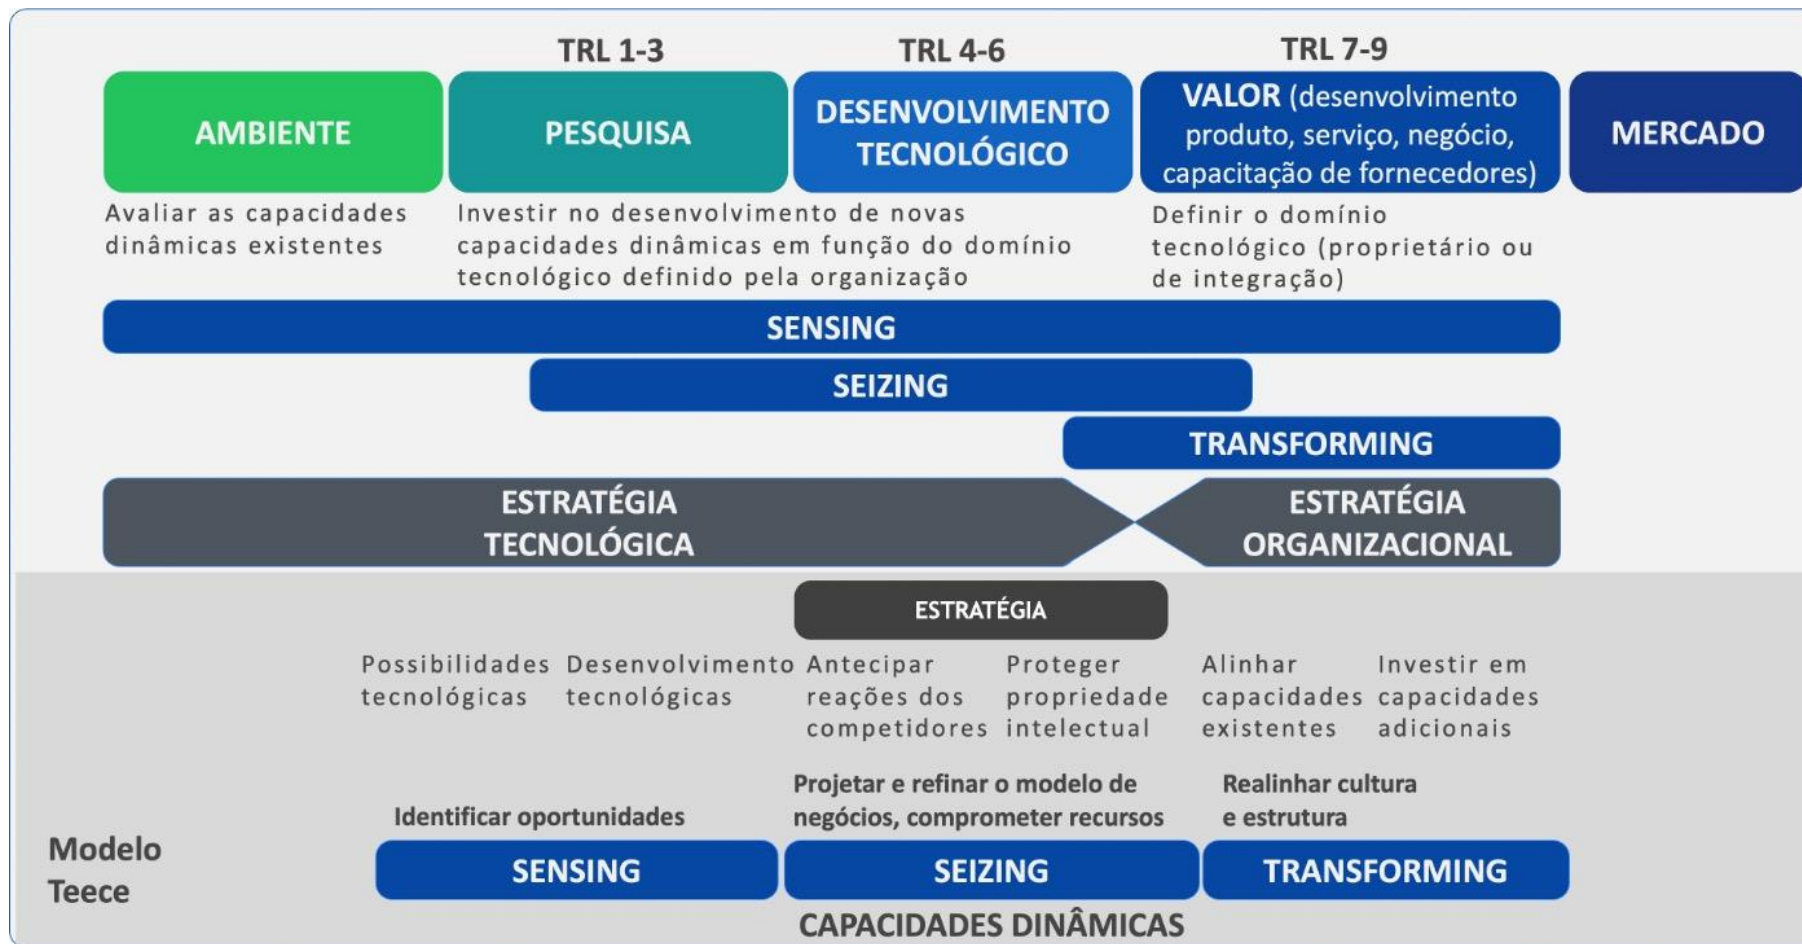 TRL 1-3
TRL 4-6
TRL 7-9
AMBIENTE
PESQUISA
DESENVOLVIMENTO
TECNOLÓGICO
VALOR (desenvolvimento
produto, serviço, negócio,
capacitação de fornecedores)
MERCADO
Avaliar as capacidades
dinâmicas existentes
Investir no desenvolvimento de novas
capacidades dinâmicas em função do domínio
tecnológico definido pela organização
Definir o domínio
tecnológico (proprietário ou
de integração)
SENSING
SEIZING
TRANSFORMING
ESTRATÉGIA
TECNOLÓGICA
ESTRATÉGIA
ORGANIZACIONAL
ESTRATÉGIA
Possibilidades
tecnológicas
Desenvolvimento
tecnológicas
Antecipar
reações dos
competidores
Proteger
propriedade
intelectual
Alinhar
capacidades
existentes
Investir em
capacidades
adicionais
Identificar oportunidades
Projetar e refinar o modelo de
negócios, comprometer recursos
Realinhar cultura
e estrutura
Modelo
Teece
SENSING
SEIZING
TRANSFORMING
CAPACIDADES DINÂMICAS